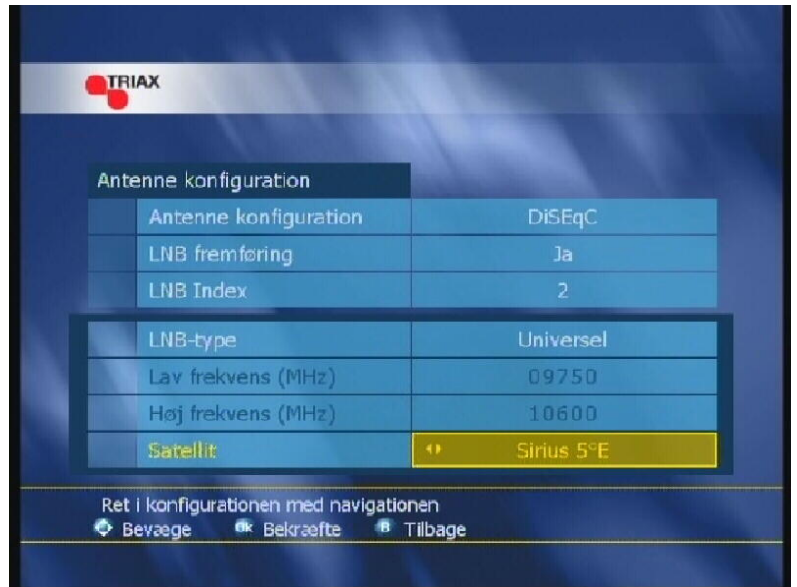 TRIAX
Antenne konfiguration
Antenne konfiguration DiSEqC
LNB fremføring Ja
LNB Index 2
LNB-type Universel
Lav frekvens (MHz) 09750
Høj frekvens (MHz) 10600
Satellit Sirius 5°E
Ret i konfigurationen med navigationen
Bevæge Ok Bekræfte B Tilbage